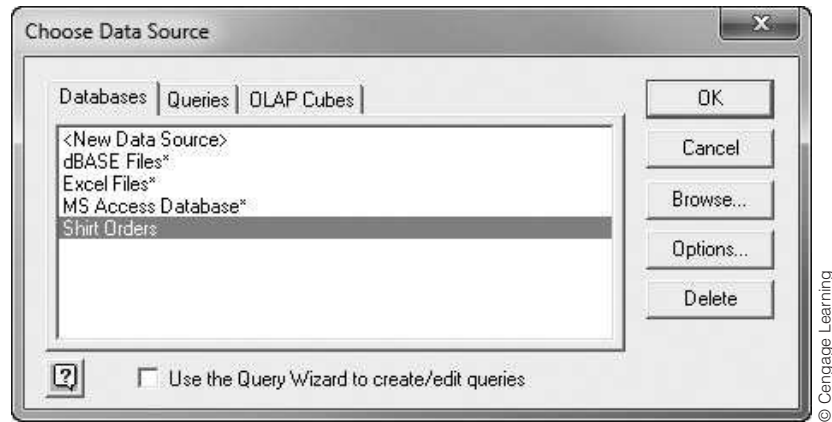 Choose Data Source
x
Databases
Queries
OLAP Cubes
<New Data Source>
dBASE Files*
Excel Files*
MS Access Database*
Shirt Orders
OK
Cancel
Browse...
Options...
Delete
?
Use the Query Wizard to create/edit queries
© Cengage Learning